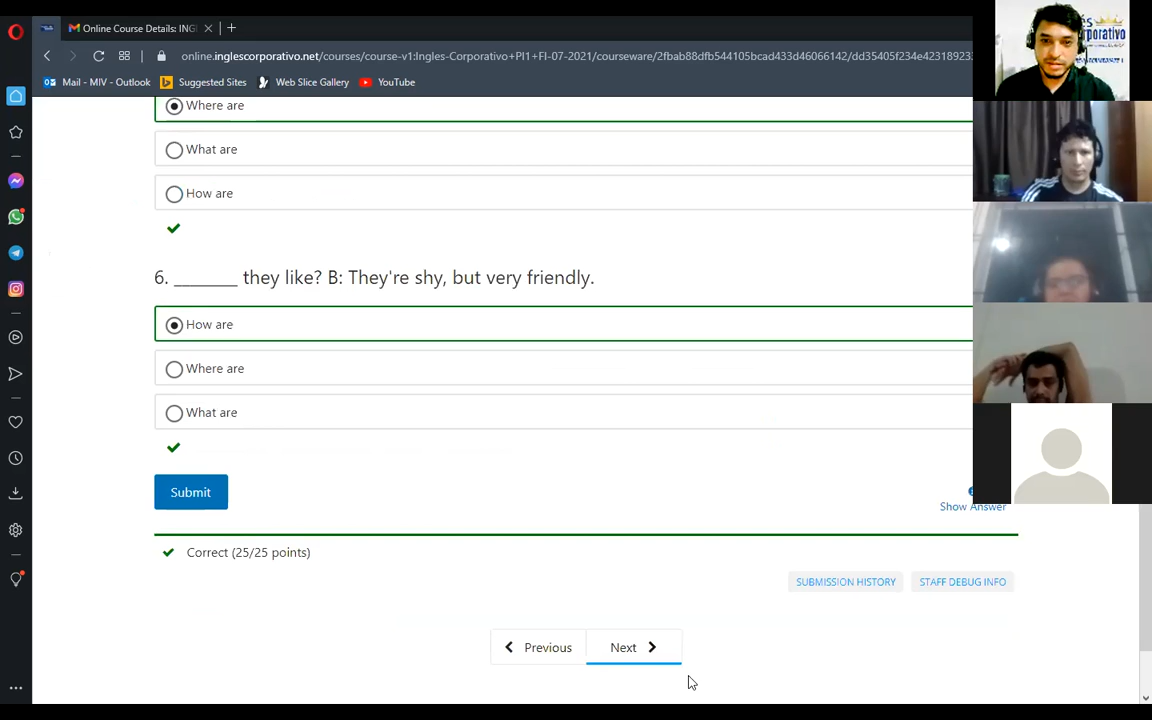 Online Course Details: ING
online.inglescorporativo.net/courses/course-v1:Ingles-Corporativo+PI1+FI-07-2021/courseware/2fbab88dfb544105bcad433d46066142/dd35405f234e42318923
Mail - MIV - Outlook
Suggested Sites
Web Slice Gallery
YouTube
Where are
What are
How are
6. _______ they like? B: They're shy, but very friendly.
How are
Where are
What are
Submit
Show Answer
Correct (25/25 points)
SUBMISSION HISTORY
STAFF DEBUG INFO
Previous
Next